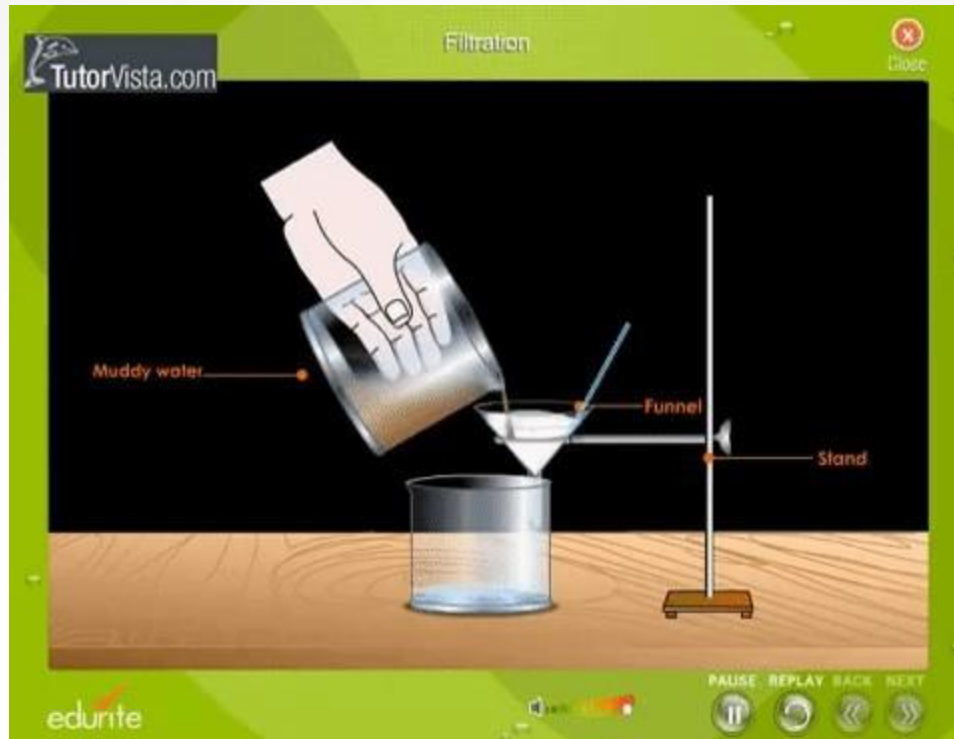 Filtration
Close
TutorVista.com
Muddy water
Funnel
Stand
PAUSE REPLAY BACK NEXT
edurite